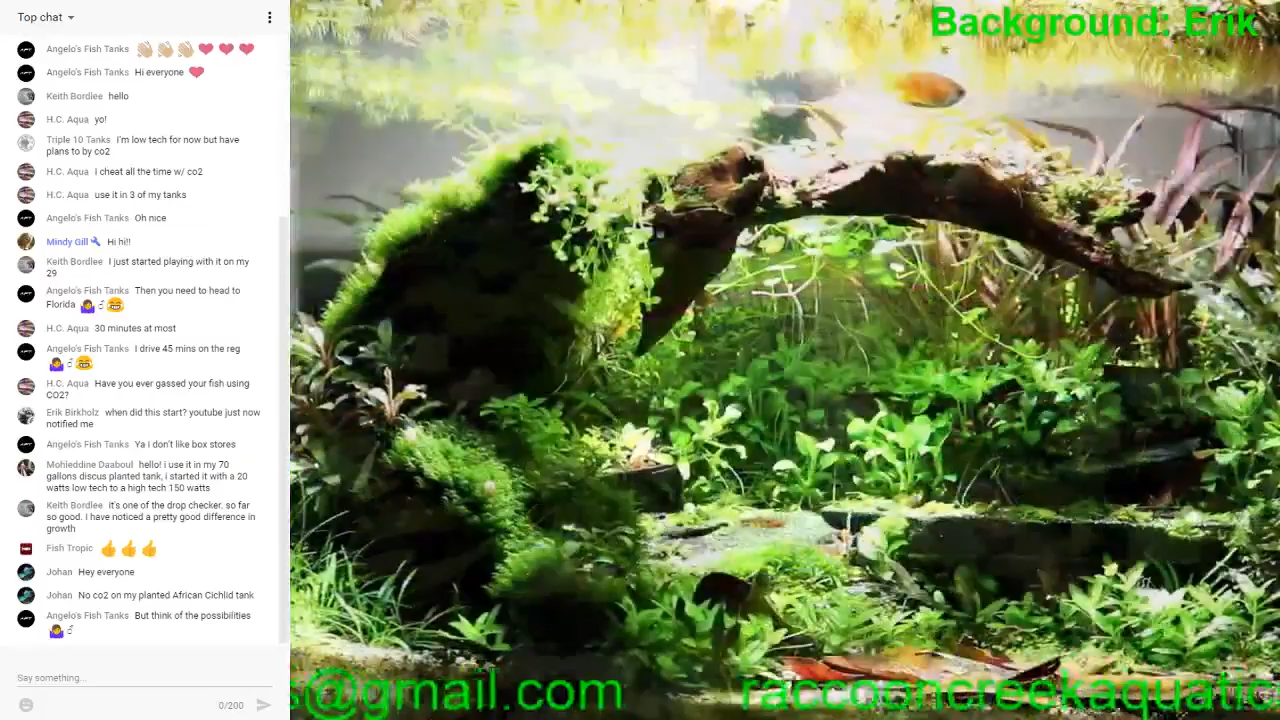 Top chat
Angelo's Fish Tanks
Angelo's Fish Tanks Hi everyone
Keith Bordlee hello
H.C. Aqua yo!
Triple 10 Tanks I'm low tech for now but have
plans to by co2
H.C. Aqua i cheat all the time w/ co2
H.C. Aqua use it in 3 of my tanks
Angelo's Fish Tanks Oh nice
Mindy Gill Hi hi!!
Keith Bordlee I just started playing with it on my
29
Angelo's Fish Tanks Then you need to head to
Florida
H.C. Aqua 30 minutes at most
Angelo's Fish Tanks I drive 45 mins on the reg
H.C. Aqua Have you ever gassed your fish using
CO2?
Erik Birkholz when did this start? youtube just now
notified me
Angelo's Fish Tanks Ya i don't like box stores
Mohleddine Daaboul hello! i use it in my 70
gallons discus planted tank, i started it with a 20
watts low tech to a high tech 150 watts
Keith Bordlee it's one of the drop checker. so far
so good. I have noticed a pretty good difference in
growth
Fish Tropic
Johan Hey everyone
Johan No co2 on my planted African Cichlid tank
Angelo's Fish Tanks But think of the possibilities
Say something...
0/200
Background: Erik
s@gmail.com raccooncreekaquatic